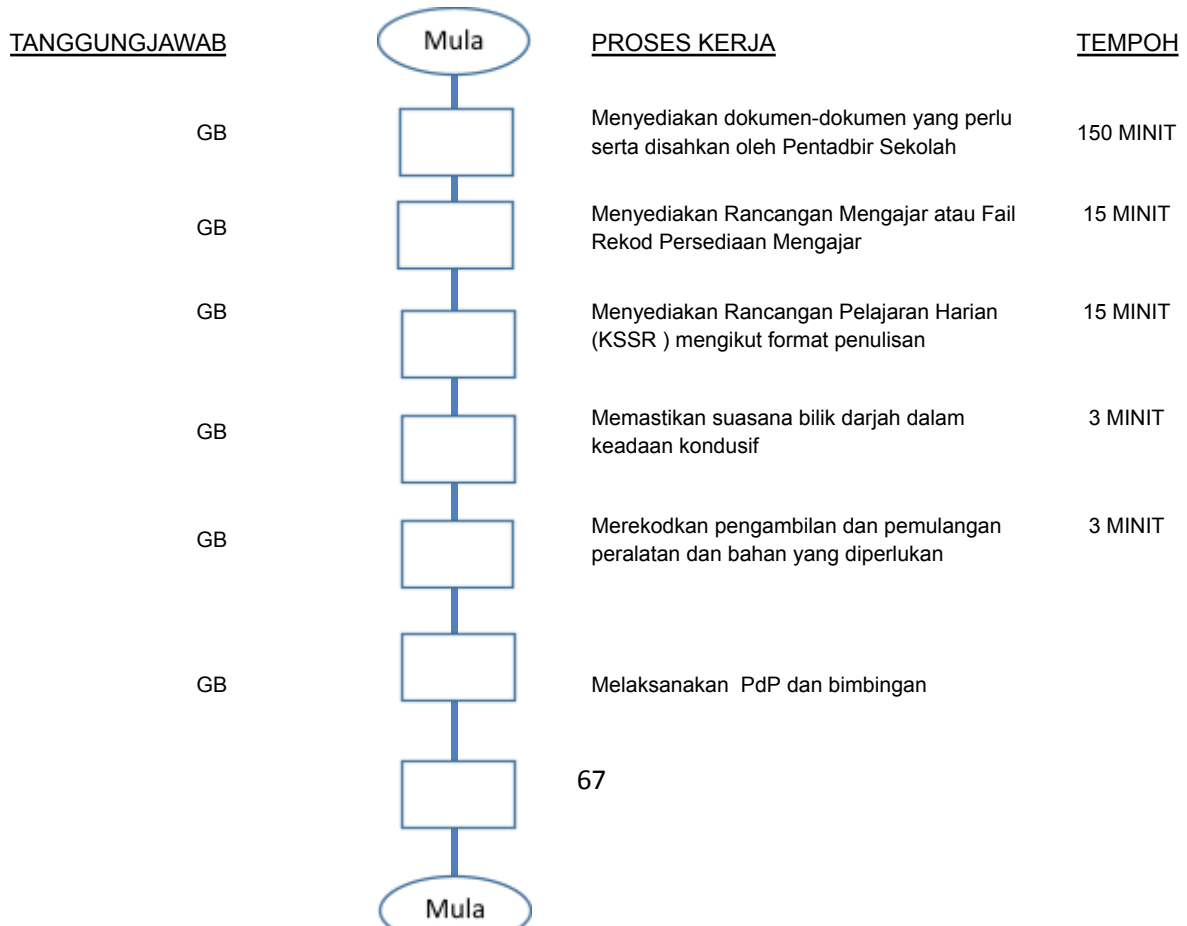 TANGGUNGJAWAB
Mula
PROSES KERJA
TEMPOH
GB
Menyediakan dokumen-dokumen yang perlu
serta disahkan oleh Pentadbir Sekolah
150 MINIT
GB
Menyediakan Rancangan Mengajar atau Fail
Rekod Persediaan Mengajar
15 MINIT
GB
Menyediakan Rancangan Pelajaran Harian
(KSSR ) mengikut format penulisan
15 MINIT
GB
Memastikan suasana bilik darjah dalam
keadaan kondusif
3 MINIT
GB
Merekodkan pengambilan dan pemulangan
peralatan dan bahan yang diperlukan
3 MINIT
GB
Melaksanakan  PdP dan bimbingan
67
Mula